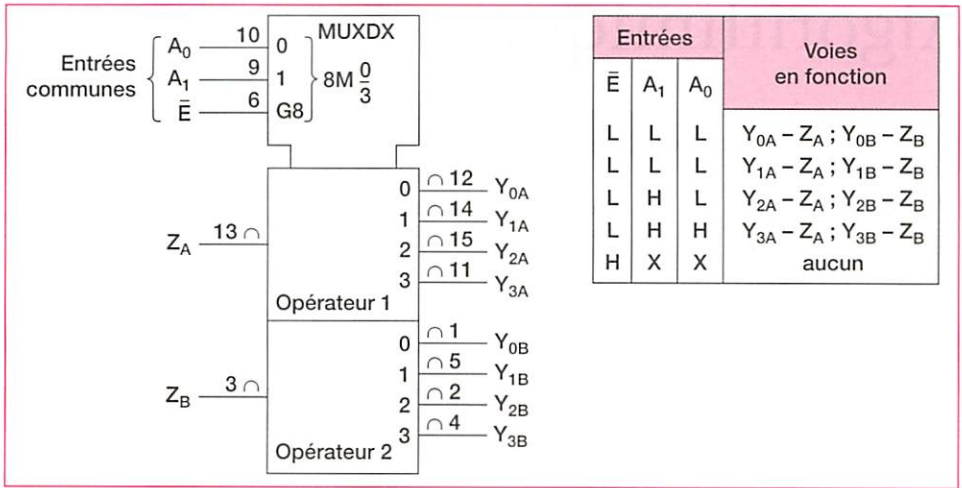 MUXDX
Entrées
communes
A0 10 0
A1 9 1
Ē 6 G8
8M 0/3
ZA 13 ∩
0 ∩ 12 Y0A
1 ∩ 14 Y1A
2 ∩ 15 Y2A
3 ∩ 11 Y3A
Opérateur 1
ZB 3 ∩
0 ∩ 1 Y0B
1 ∩ 5 Y1B
2 ∩ 2 Y2B
3 ∩ 4 Y3B
Opérateur 2
Entrées
Voies
en fonction
Ē A1 A0
L L L Y0A – ZA ; Y0B – ZB
L L L Y1A – ZA ; Y1B – ZB
L H L Y2A – ZA ; Y2B – ZB
L H H Y3A – ZA ; Y3B – ZB
H X X aucun